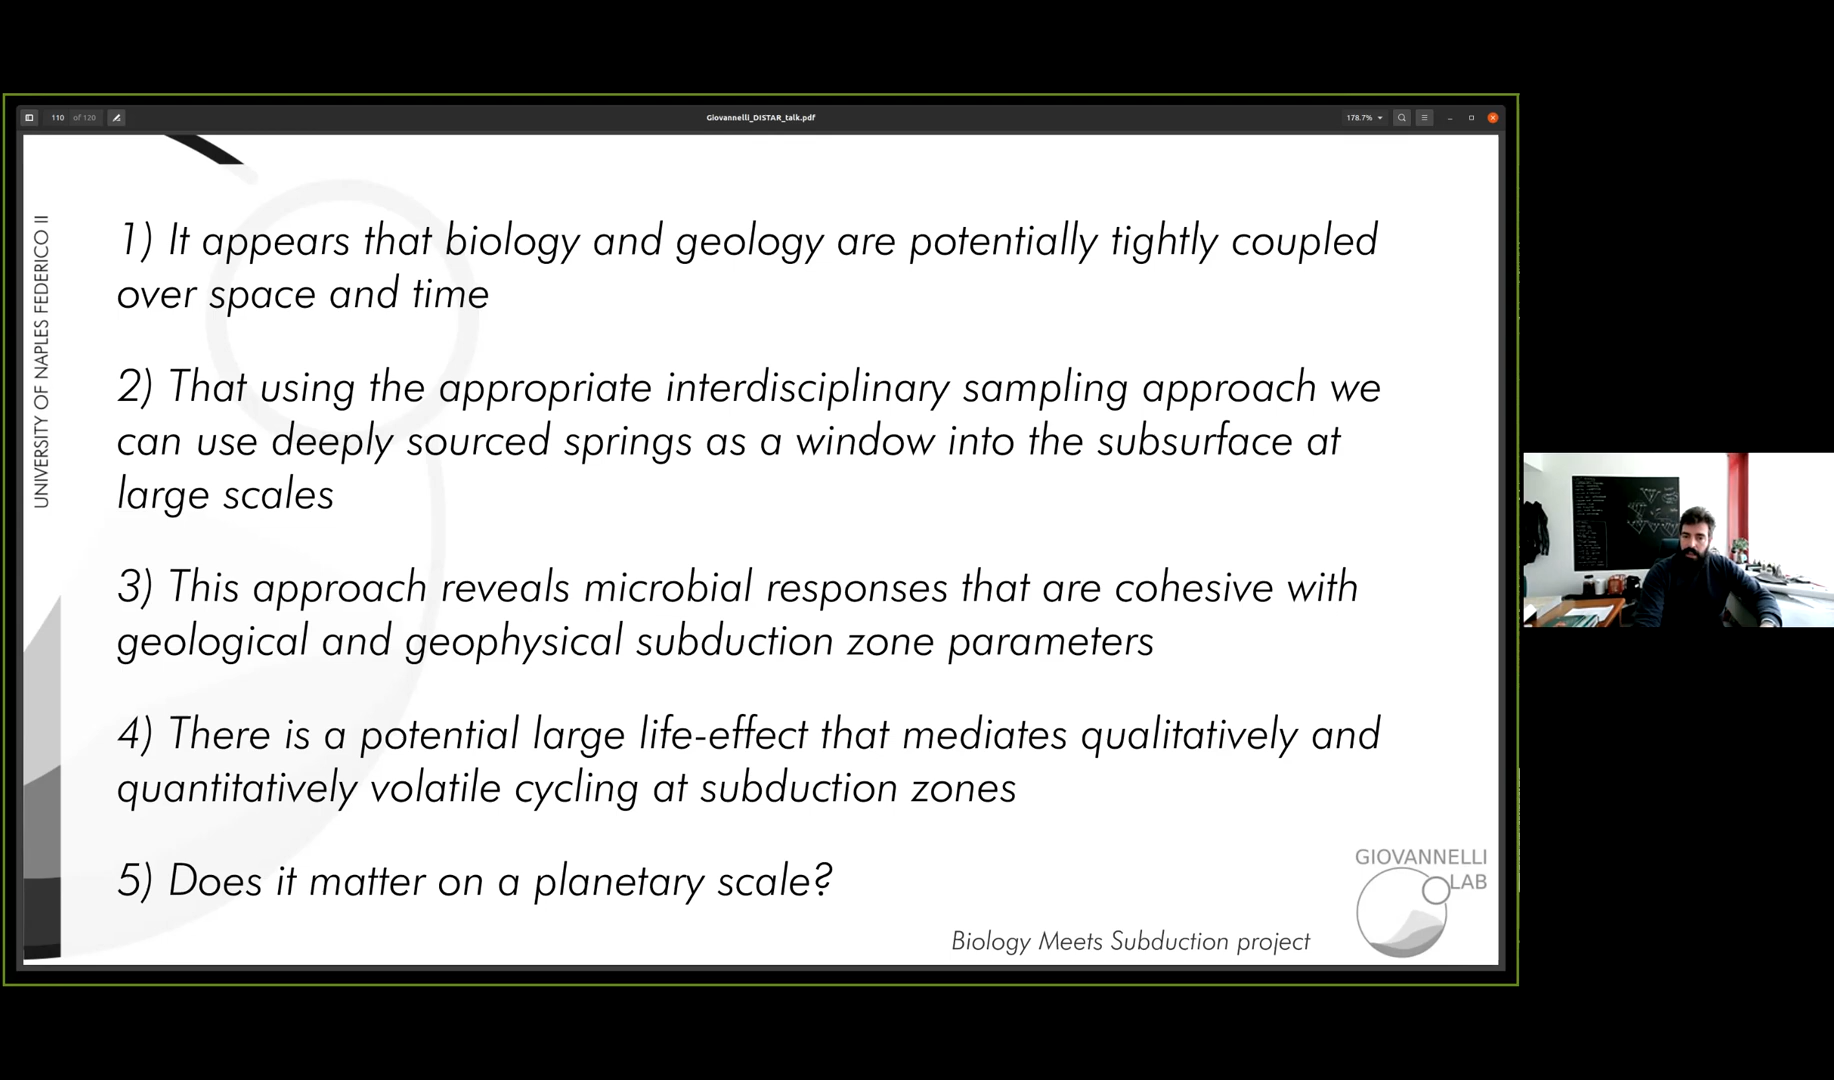 110 of 120
Giovannelli_DISTAR_talk.pdf
178.7%
UNIVERSITY OF NAPLES FEDERICO II
1) It appears that biology and geology are potentially tightly coupled
over space and time
2) That using the appropriate interdisciplinary sampling approach we
can use deeply sourced springs as a window into the subsurface at
large scales
3) This approach reveals microbial responses that are cohesive with
geological and geophysical subduction zone parameters
4) There is a potential large life-effect that mediates qualitatively and
quantitatively volatile cycling at subduction zones
5) Does it matter on a planetary scale?
GIOVANNELLI
LAB
Biology Meets Subduction project